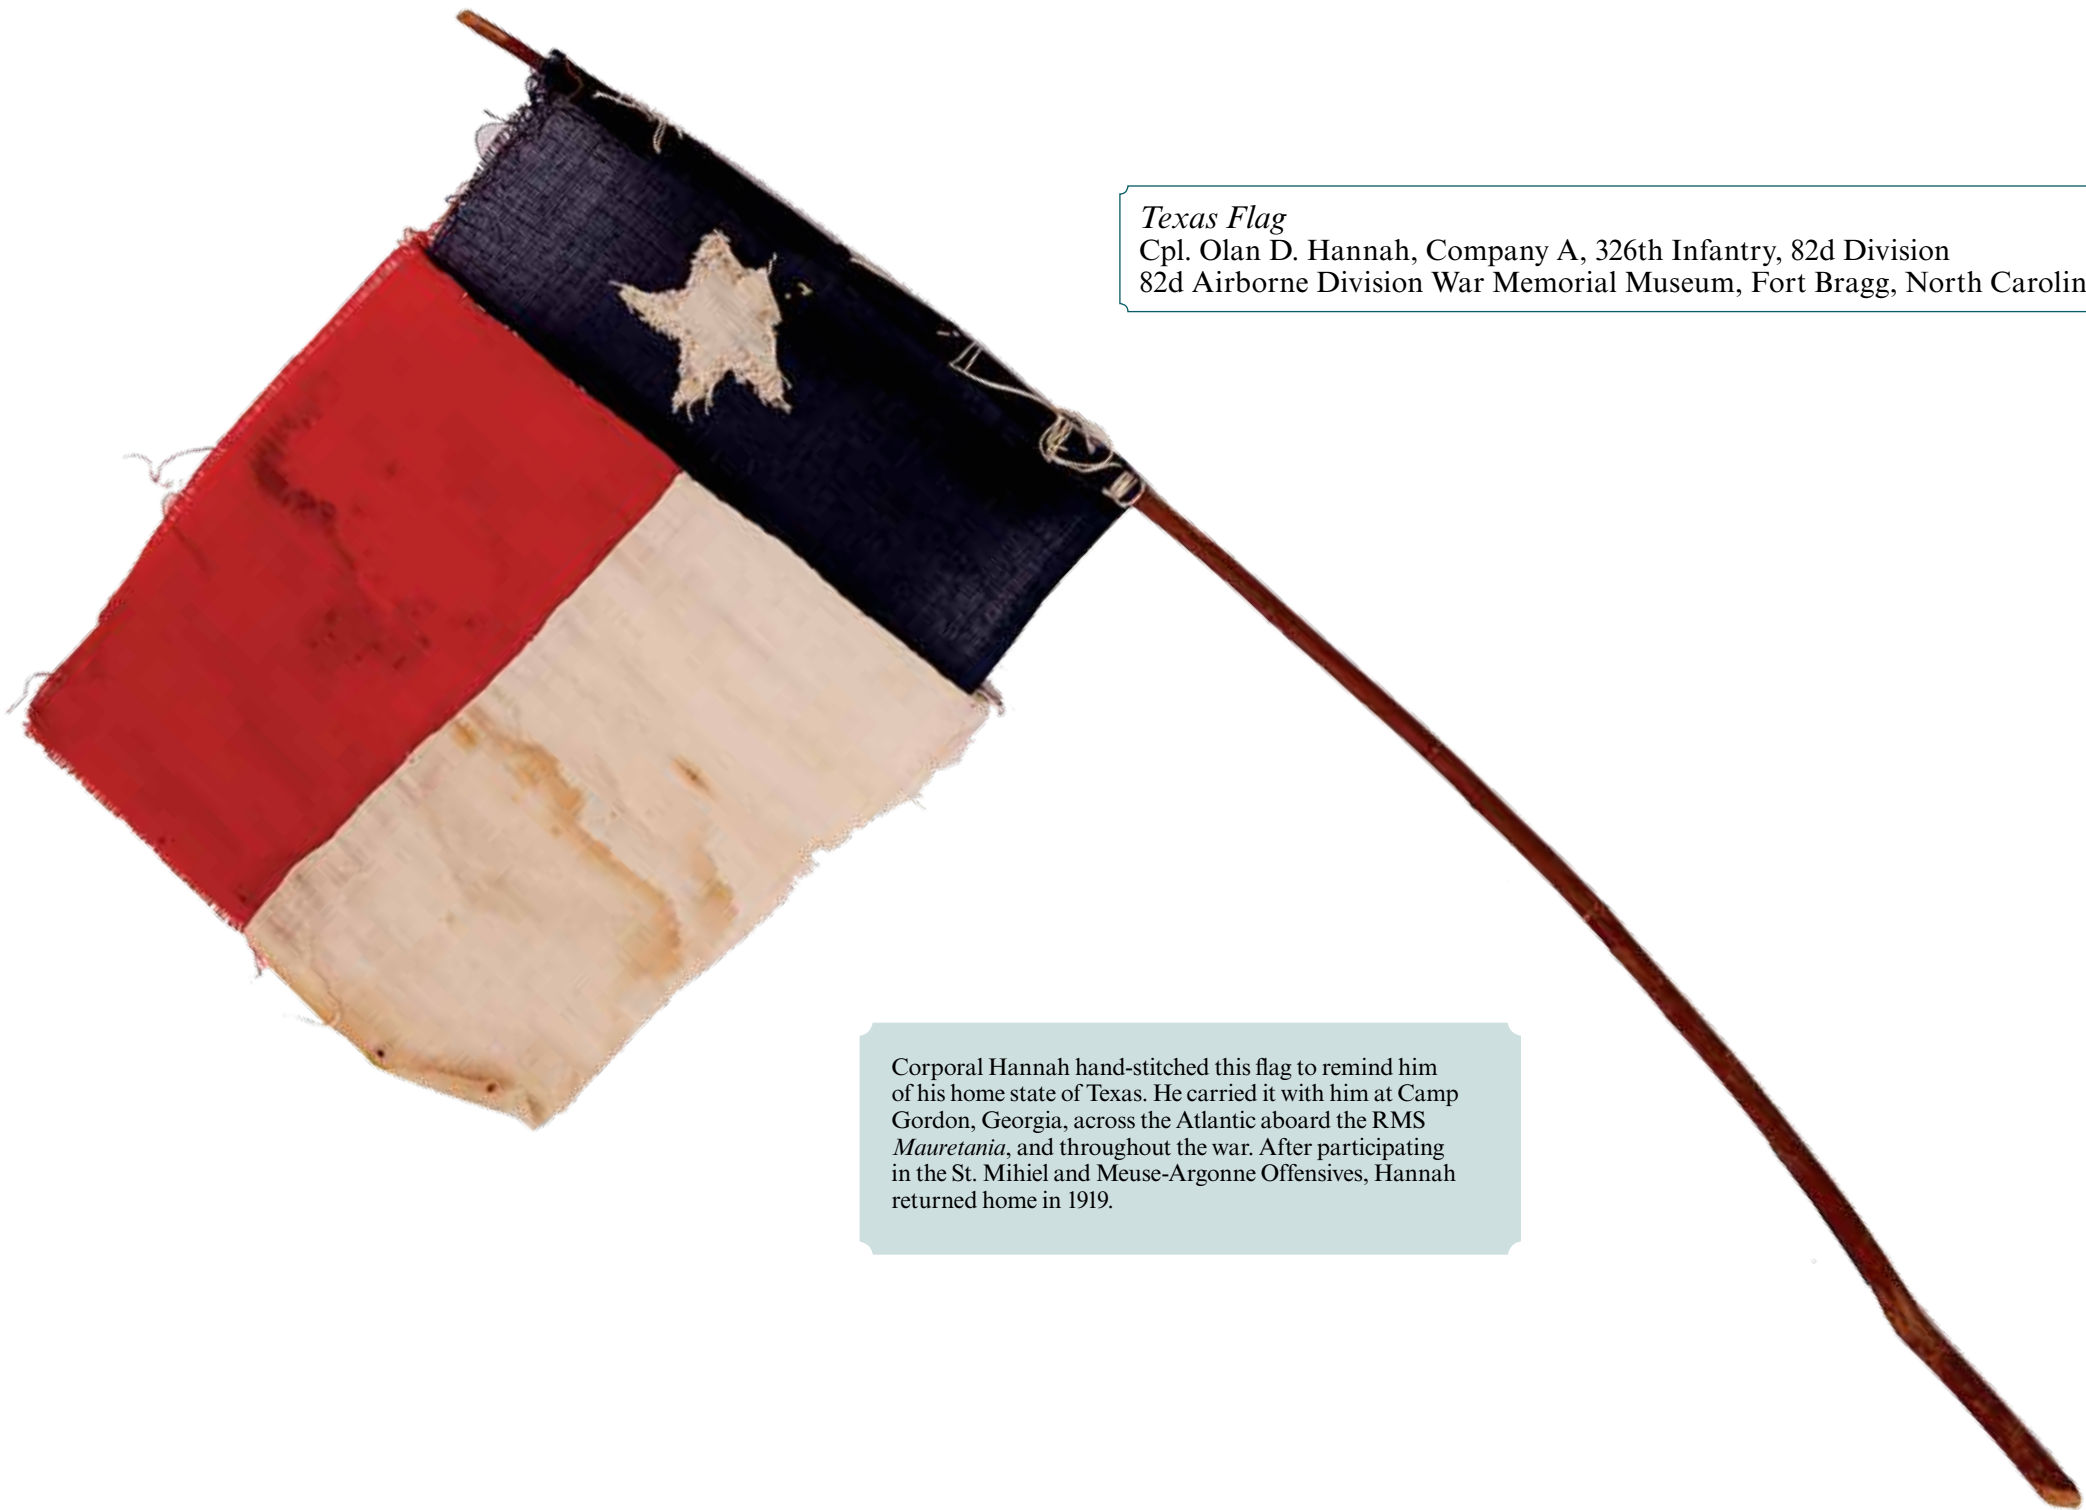 Texas Flag
Cpl. Olan D. Hannah, Company A, 326th Infantry, 82d Division
82d Airborne Division War Memorial Museum, Fort Bragg, North Carolin
Corporal Hannah hand-stitched this flag to remind him
of his home state of Texas. He carried it with him at Camp
Gordon, Georgia, across the Atlantic aboard the RMS
Mauretania, and throughout the war. After participating
in the St. Mihiel and Meuse-Argonne Offensives, Hannah
returned home in 1919.